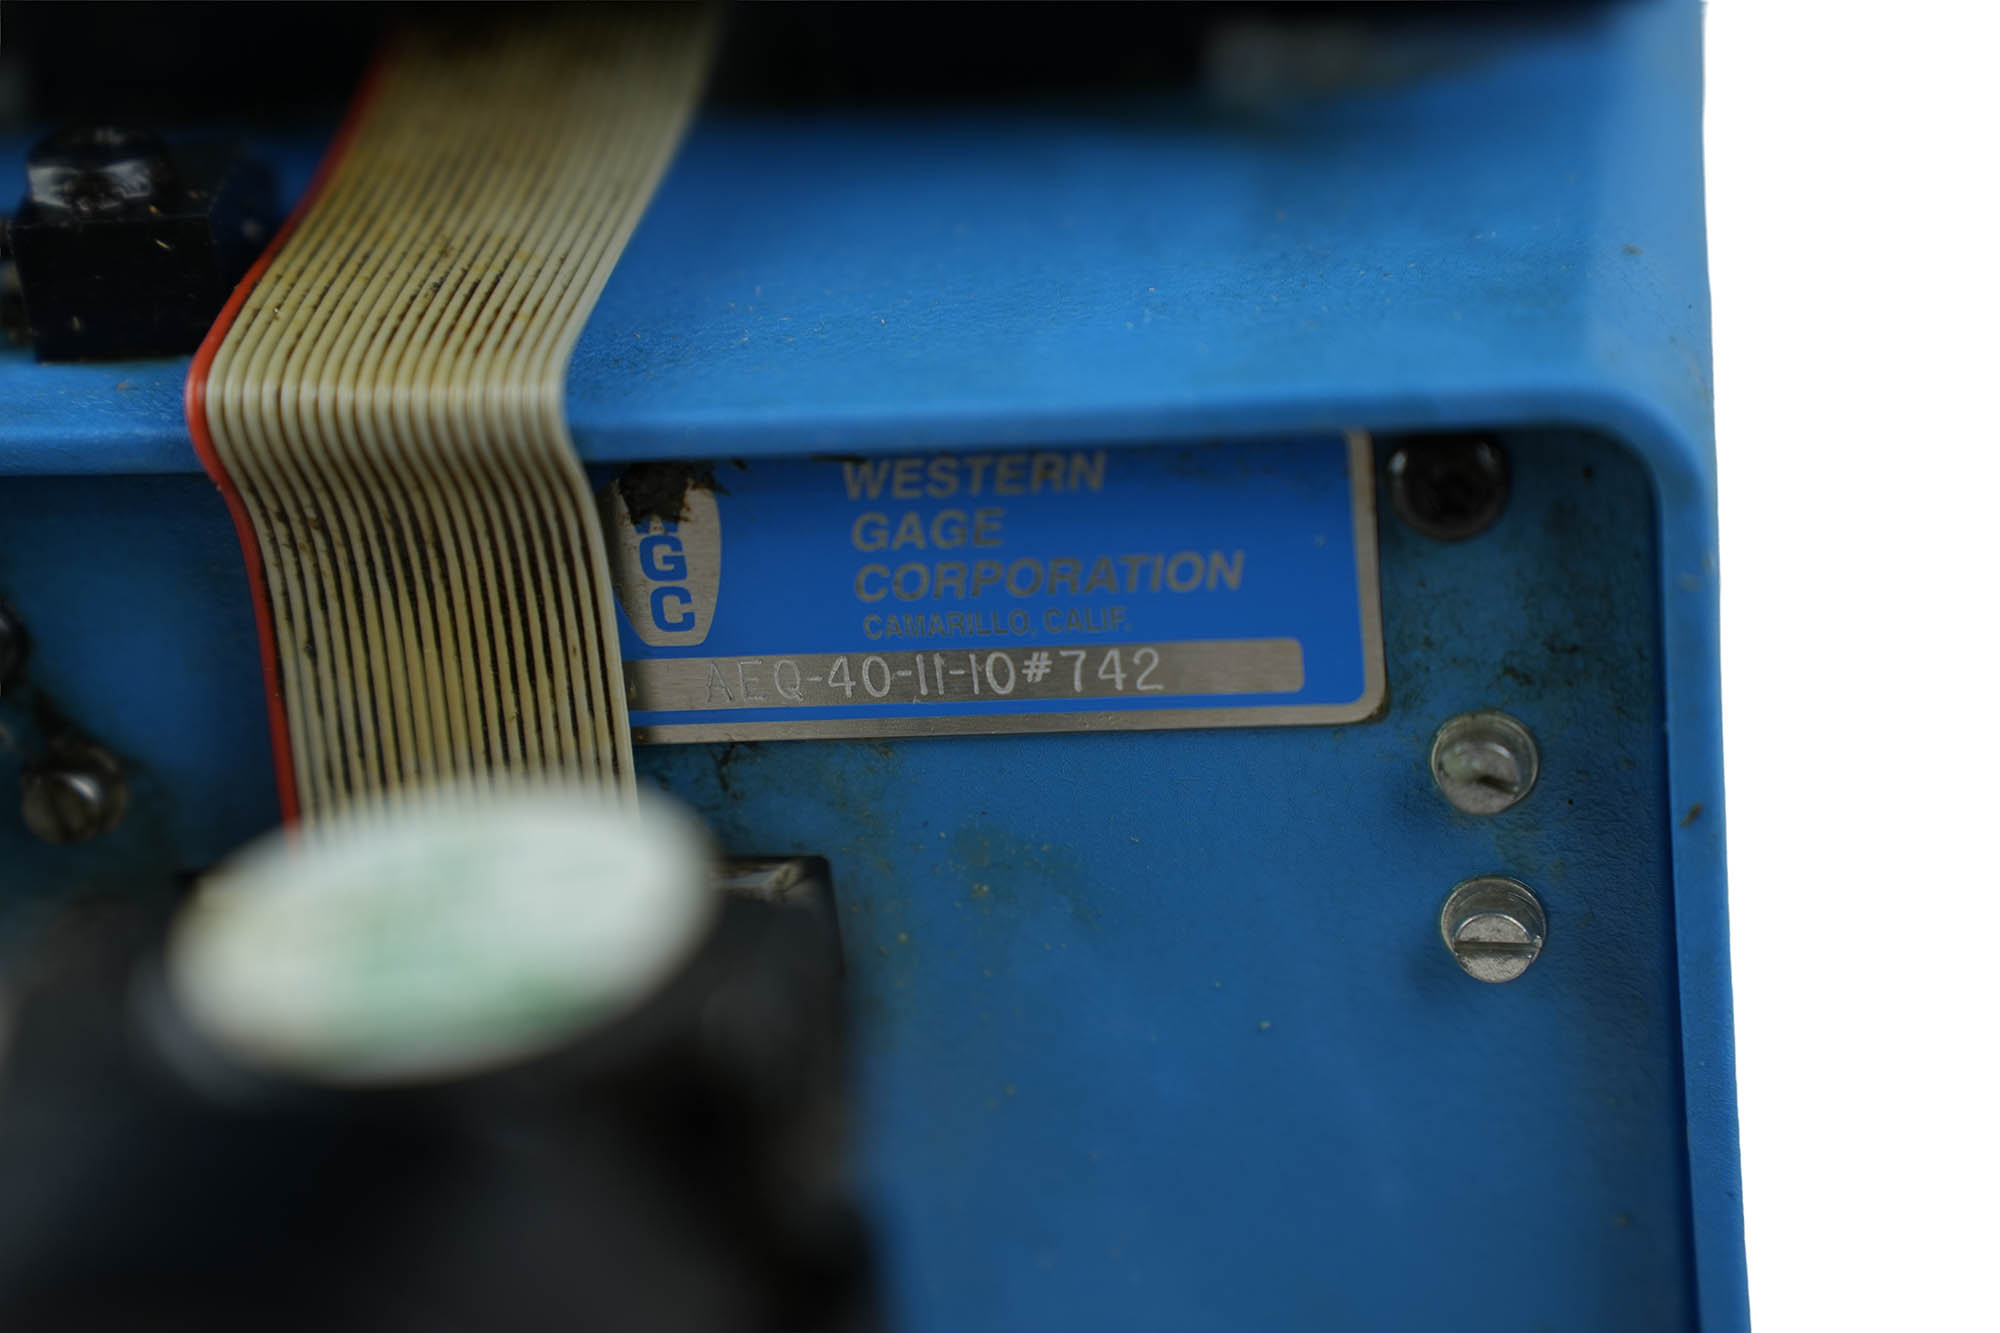 WGC
WESTERN
GAGE
CORPORATION
CAMARILLO, CALIF.
AEQ-40-11-10#742